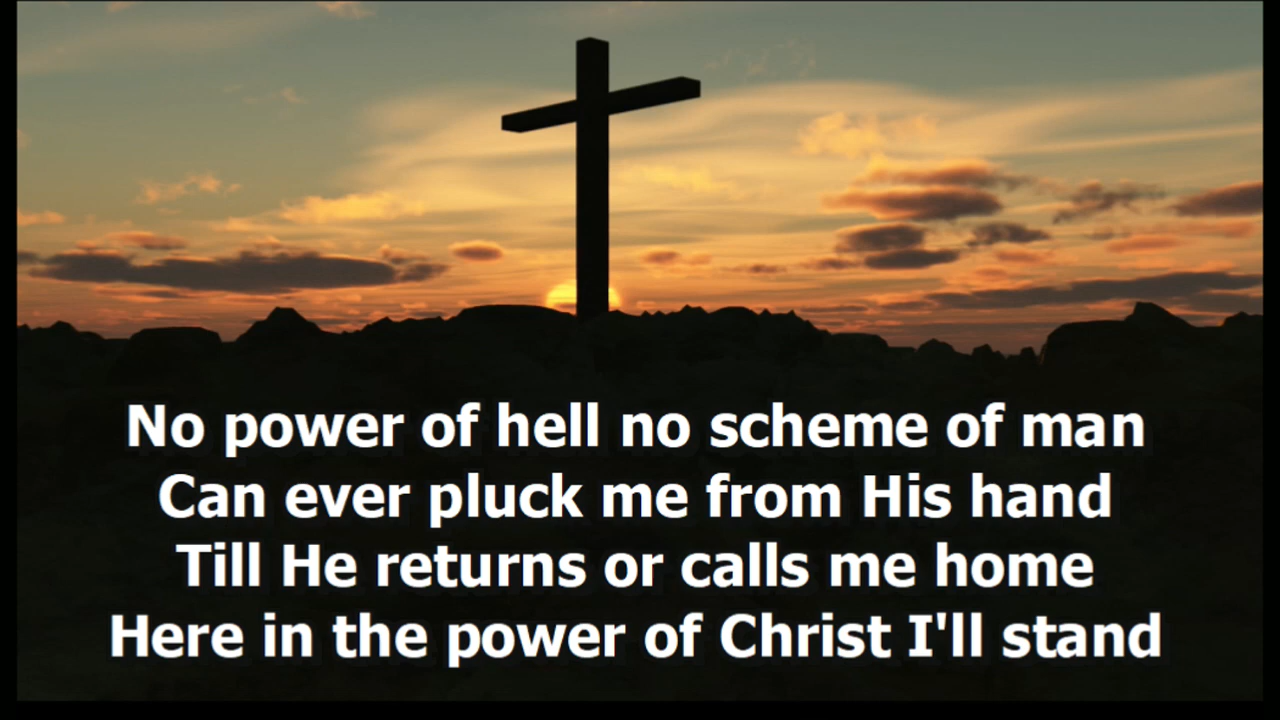 No power of hell no scheme of man
Can ever pluck me from His hand
Till He returns or calls me home
Here in the power of Christ I'll stand